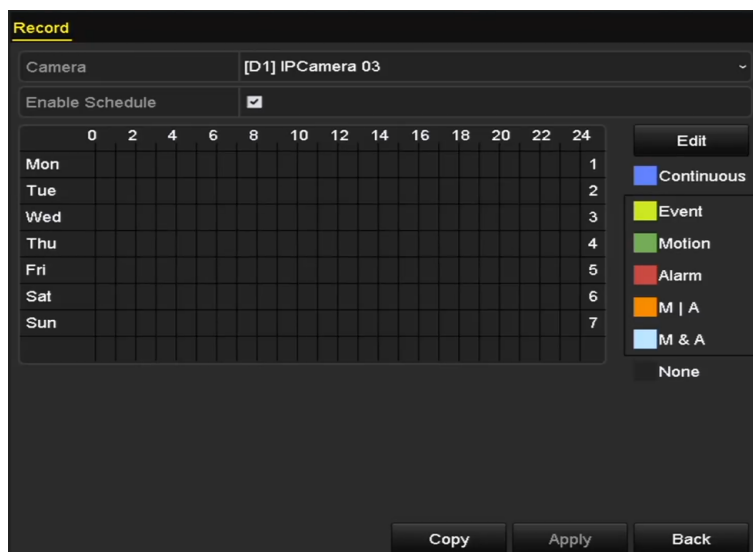 Record
Camera [D1] IPCamera 03
Enable Schedule
0 2 4 6 8 10 12 14 16 18 20 22 24
Edit
Mon 1
Continuous
Tue 2
Wed 3
Event
Thu 4
Motion
Fri 5
Alarm
Sat 6
M | A
Sun 7
M & A
None
Copy Apply Back